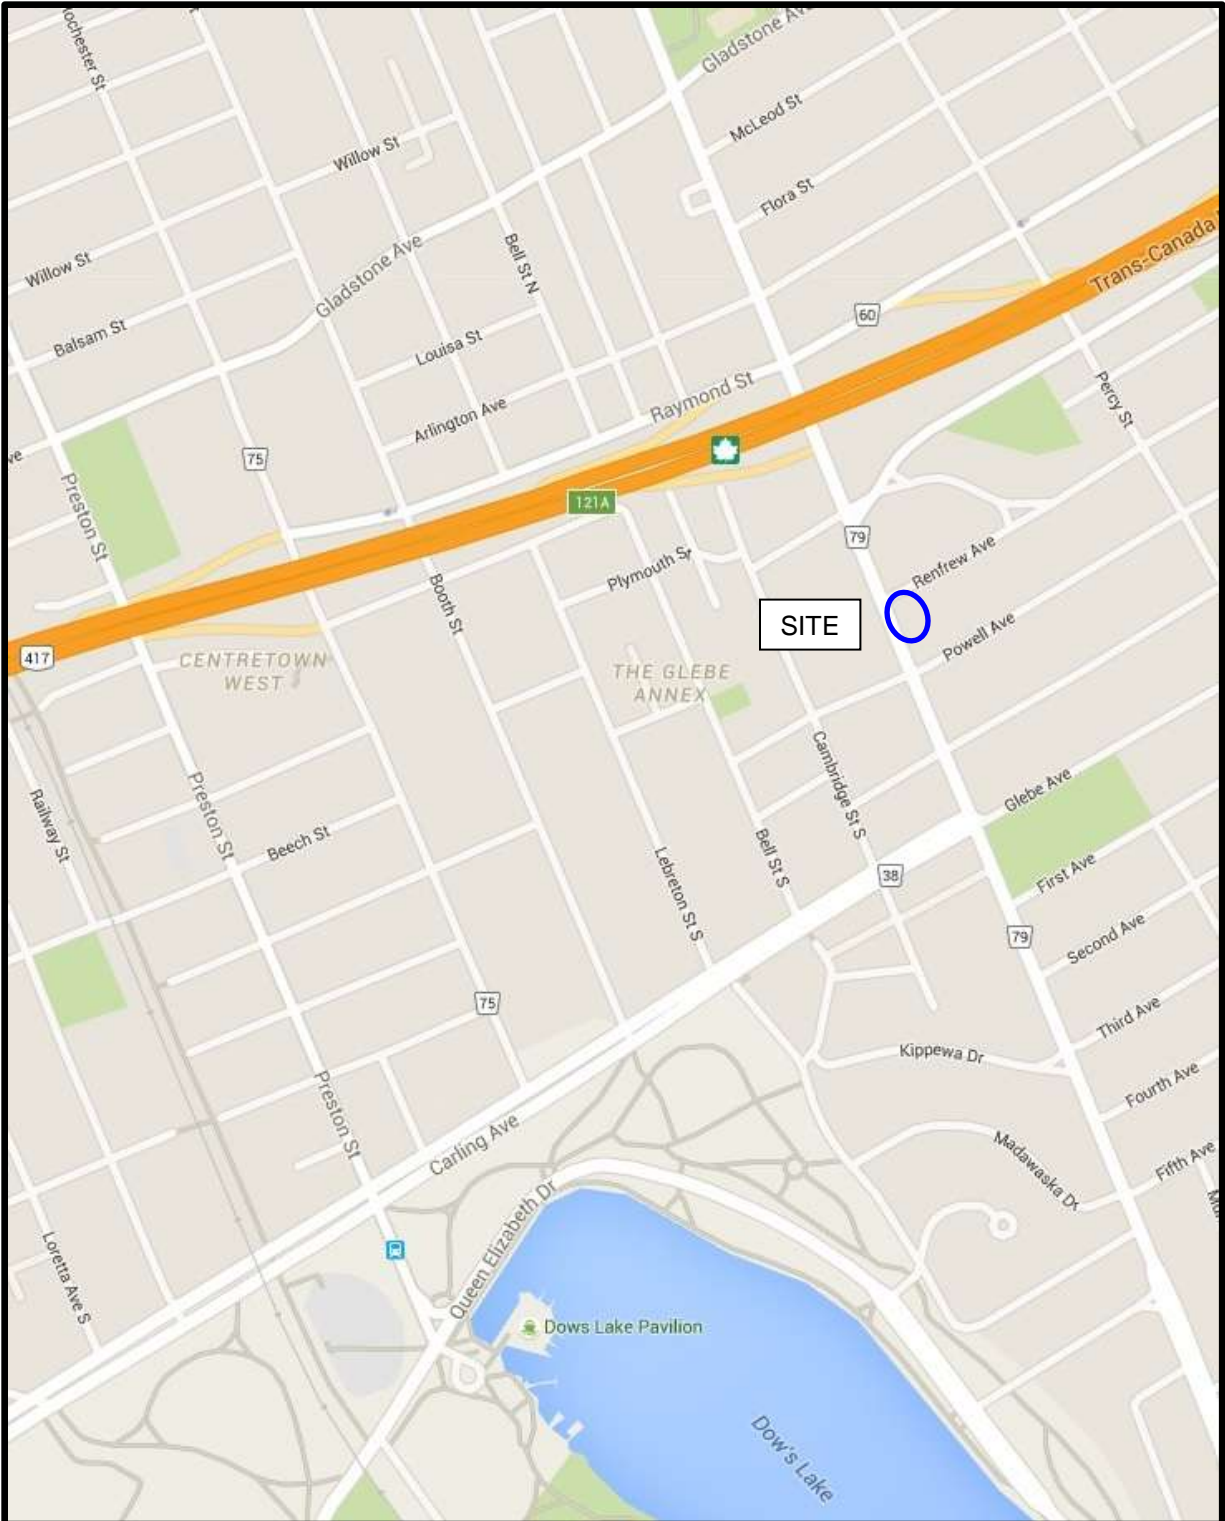 Rochester St
Gladstone Ave
McLeod St
Willow St
Flora St
Bell St N
Gladstone Ave
Willow St
Trans-Canada
60
Balsam St
Louisa St
Raymond St
Percy St
Arlington Ave
75
Preston St
121A
79
Plymouth St
Renfrew Ave
Booth St
SITE
Powell Ave
417
CENTRETOWN
WEST
THE GLEBE
ANNEX
Cambridge St S
Glebe Ave
Railway St
Preston St
Beech St
Bell St S
Lebreton St S
38
First Ave
79
Second Ave
75
Third Ave
Kippewa Dr
Fourth Ave
Preston St
Carling Ave
Madawaska Dr
Fifth Ave
Queen Elizabeth Dr
Loretta Ave S
Dows Lake Pavilion
Dow's Lake